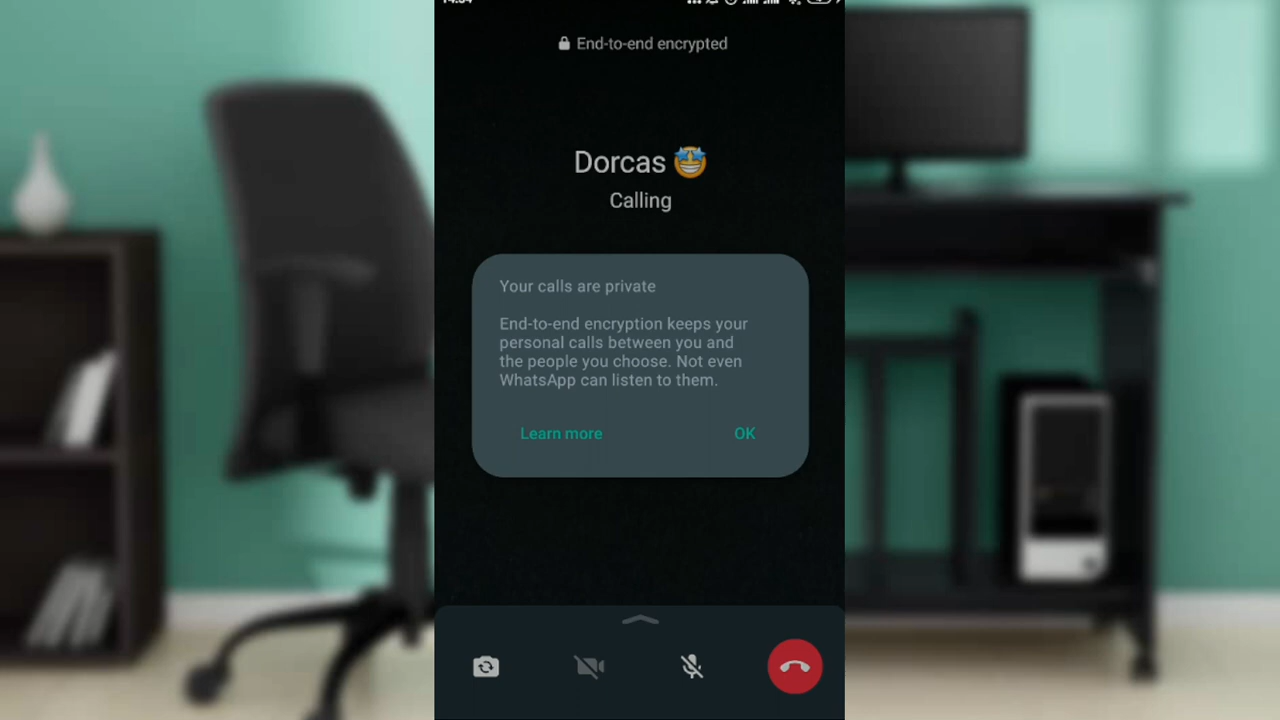 End-to-end encrypted
Dorcas 🤩
Calling
Your calls are private
End-to-end encryption keeps your
personal calls between you and
the people you choose. Not even
WhatsApp can listen to them.
Learn more
OK